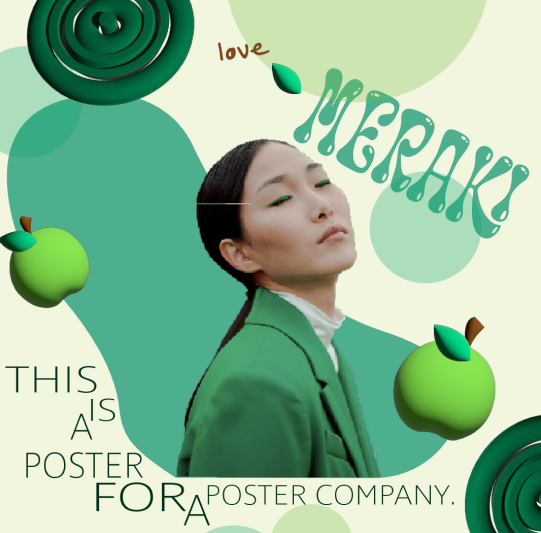 love
MERAKI
THIS
IS
A
POSTER
FOR A POSTER COMPANY.